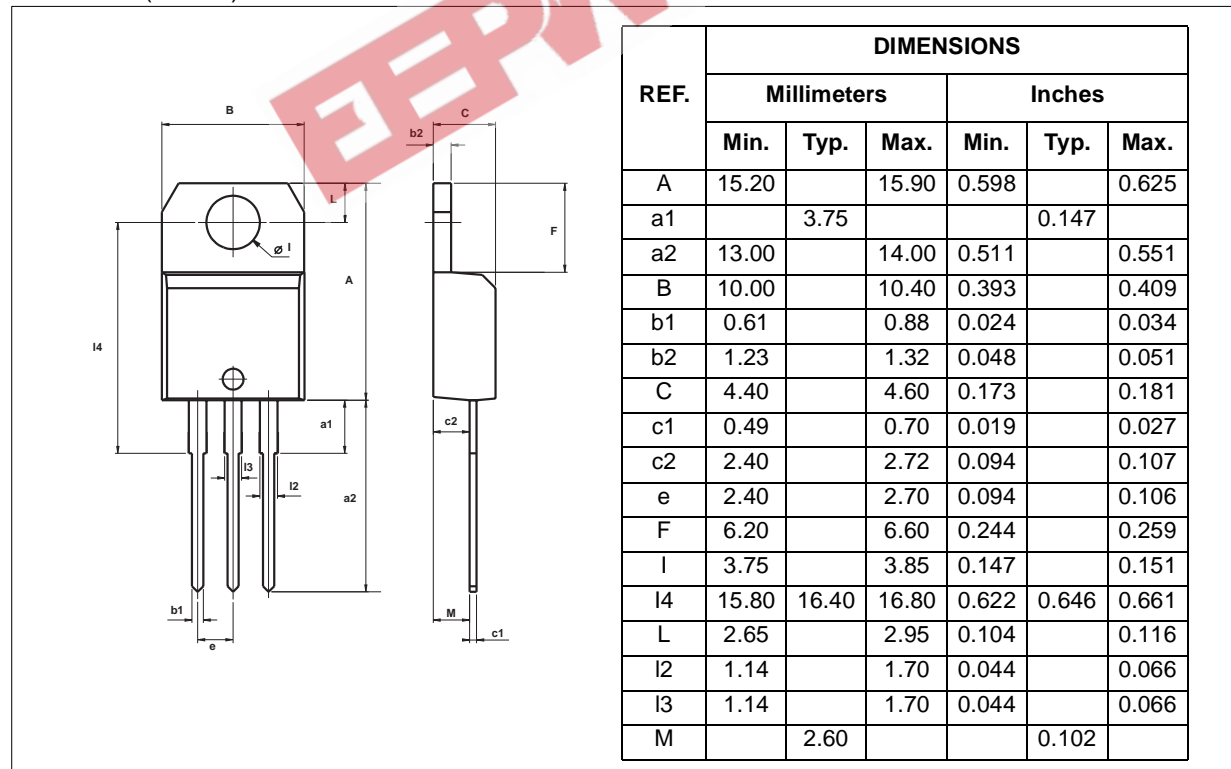 B
C
b2
L
F
ø I
A
l4
c2
a1
l3
l2
a2
b1
M
c1
e
DIMENSIONS
REF. Millimeters Inches
Min. Typ. Max. Min. Typ. Max.
A 15.20 15.90 0.598 0.625
a1 3.75 0.147
a2 13.00 14.00 0.511 0.551
B 10.00 10.40 0.393 0.409
b1 0.61 0.88 0.024 0.034
b2 1.23 1.32 0.048 0.051
C 4.40 4.60 0.173 0.181
c1 0.49 0.70 0.019 0.027
c2 2.40 2.72 0.094 0.107
e 2.40 2.70 0.094 0.106
F 6.20 6.60 0.244 0.259
I 3.75 3.85 0.147 0.151
I4 15.80 16.40 16.80 0.622 0.646 0.661
L 2.65 2.95 0.104 0.116
l2 1.14 1.70 0.044 0.066
l3 1.14 1.70 0.044 0.066
M 2.60 0.102